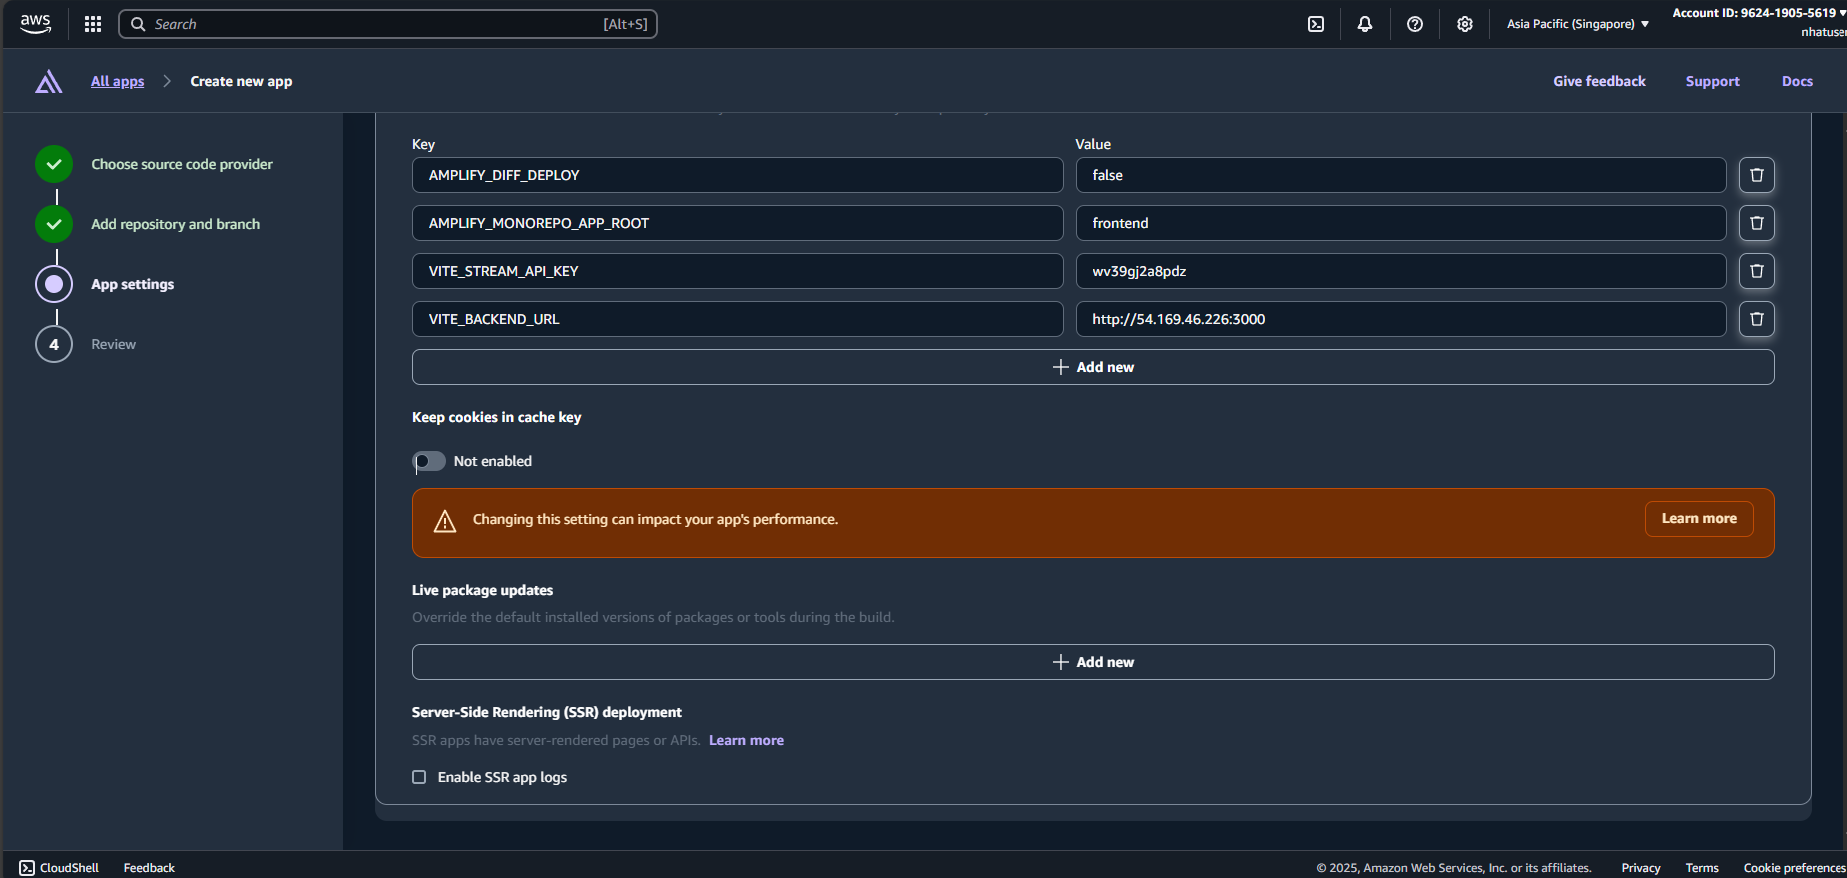 aws
Search [Alt+S]
Asia Pacific (Singapore)
Account ID: 9624-1905-5619
nhatuser
All apps
Create new app
Give feedback
Support
Docs
Choose source code provider
Add repository and branch
App settings
4
Review
Key Value
AMPLIFY_DIFF_DEPLOY false
AMPLIFY_MONOREPO_APP_ROOT frontend
VITE_STREAM_API_KEY wv39gj2a8pdz
VITE_BACKEND_URL http://54.169.46.226:3000
Add new
Keep cookies in cache key
Not enabled
Changing this setting can impact your app's performance.
Learn more
Live package updates
Override the default installed versions of packages or tools during the build.
Add new
Server-Side Rendering (SSR) deployment
SSR apps have server-rendered pages or APIs. Learn more
Enable SSR app logs
CloudShell
Feedback
© 2025, Amazon Web Services, Inc. or its affiliates.
Privacy
Terms
Cookie preferences